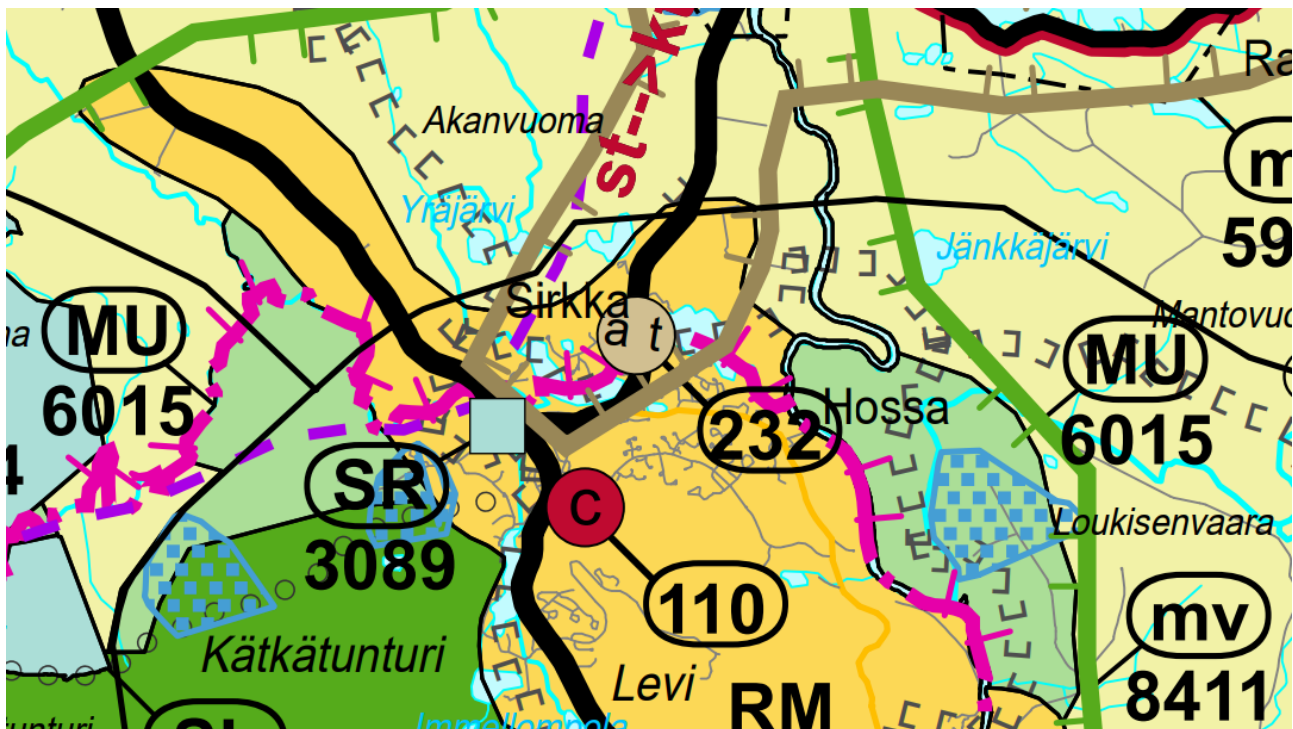 st-->k
Ra
Akanvuoma
m
Yräjärvi
59
Jänkkäjärvi
Sirkka
a t
MU
6015
MU
6015
232
Hossa
SR
3089
C
Loukisenvaara
110
mv
8411
Kätkätunturi
Levi
RM